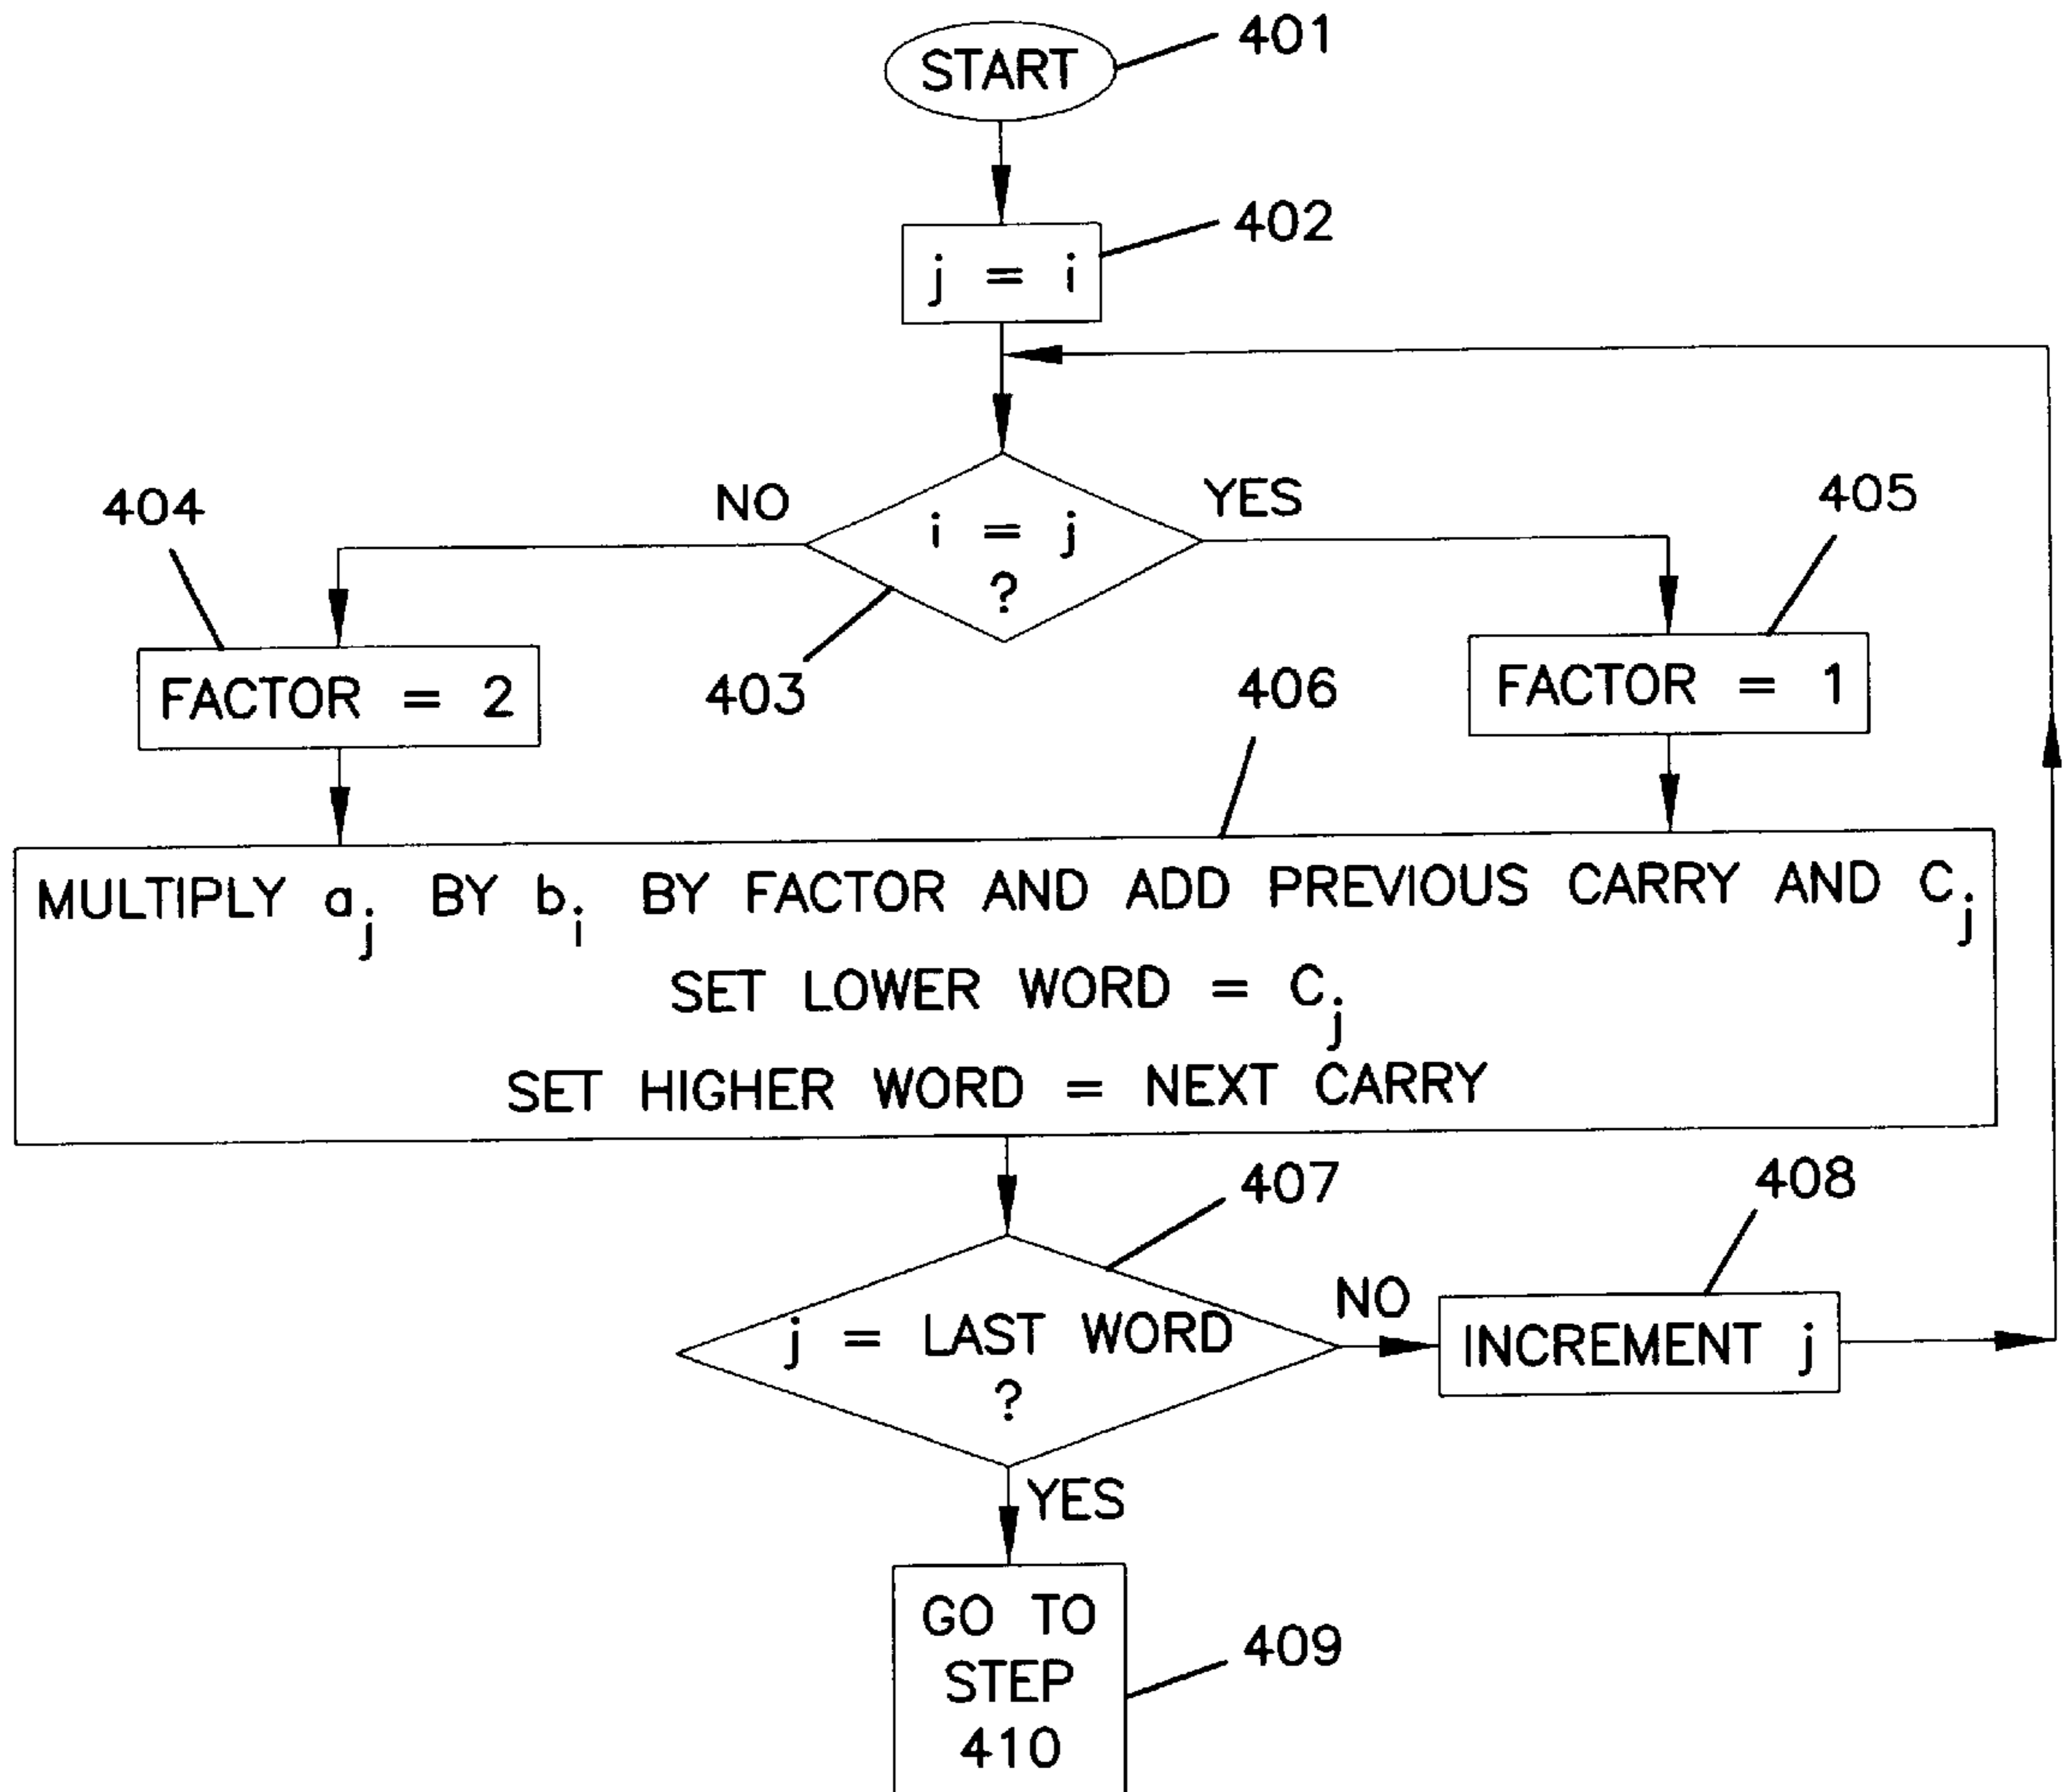 START
401
j = i
402
NO
YES
i = j
?
403
404
405
FACTOR = 2
FACTOR = 1
406
MULTIPLY aj BY bi BY FACTOR AND ADD PREVIOUS CARRY AND Cj
SET LOWER WORD = Cj
SET HIGHER WORD = NEXT CARRY
407
408
j = LAST WORD
?
NO
INCREMENT j
YES
GO TO
STEP
410
409